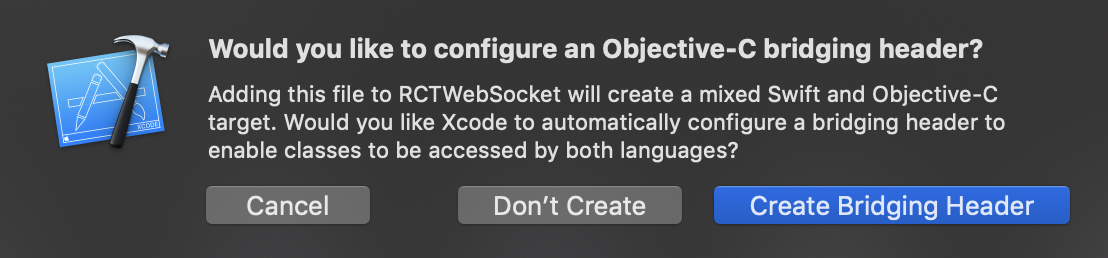 Would you like to configure an Objective-C bridging header?
Adding this file to RCTWebSocket will create a mixed Swift and Objective-C
target. Would you like Xcode to automatically configure a bridging header to
enable classes to be accessed by both languages?
Cancel
Don’t Create
Create Bridging Header
XCODE